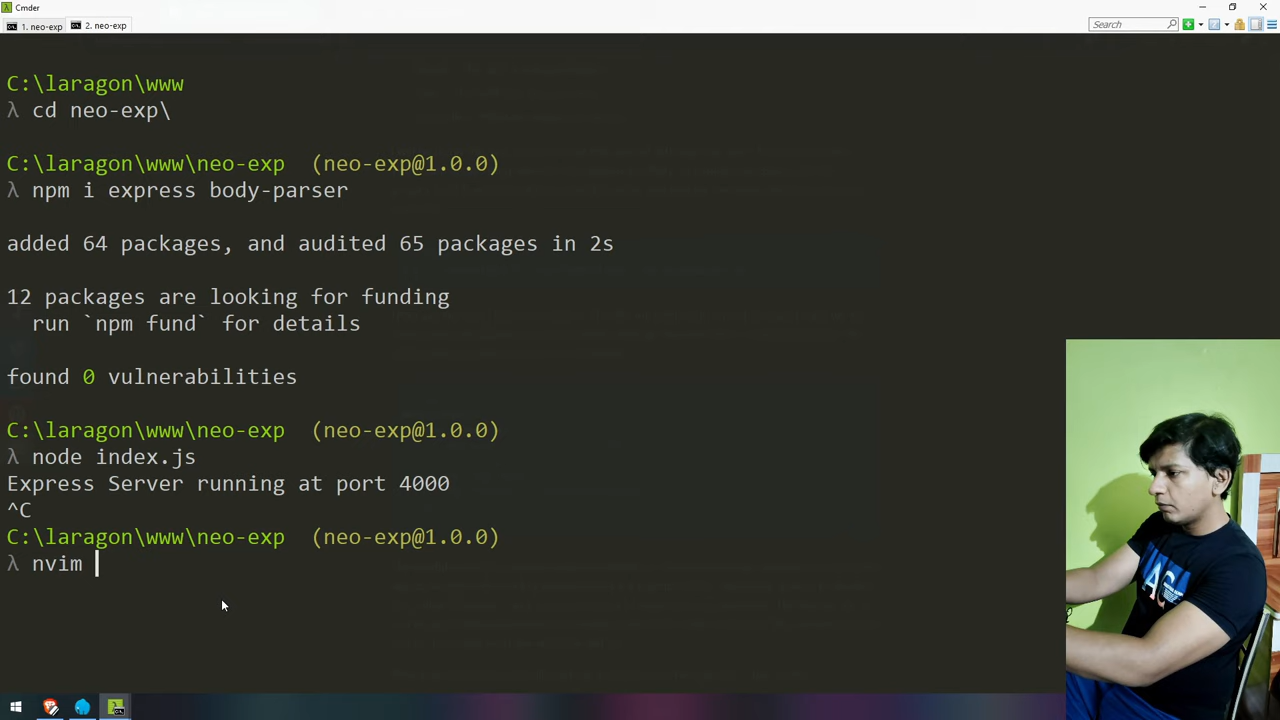 Cmder
1. neo-exp
2. neo-exp
Search
C:\laragon\www
λ cd neo-exp\
C:\laragon\www\neo-exp (neo-exp@1.0.0)
λ npm i express body-parser
added 64 packages, and audited 65 packages in 2s
12 packages are looking for funding
run `npm fund` for details
found 0 vulnerabilities
C:\laragon\www\neo-exp (neo-exp@1.0.0)
λ node index.js
Express Server running at port 4000
^C
C:\laragon\www\neo-exp (neo-exp@1.0.0)
λ nvim